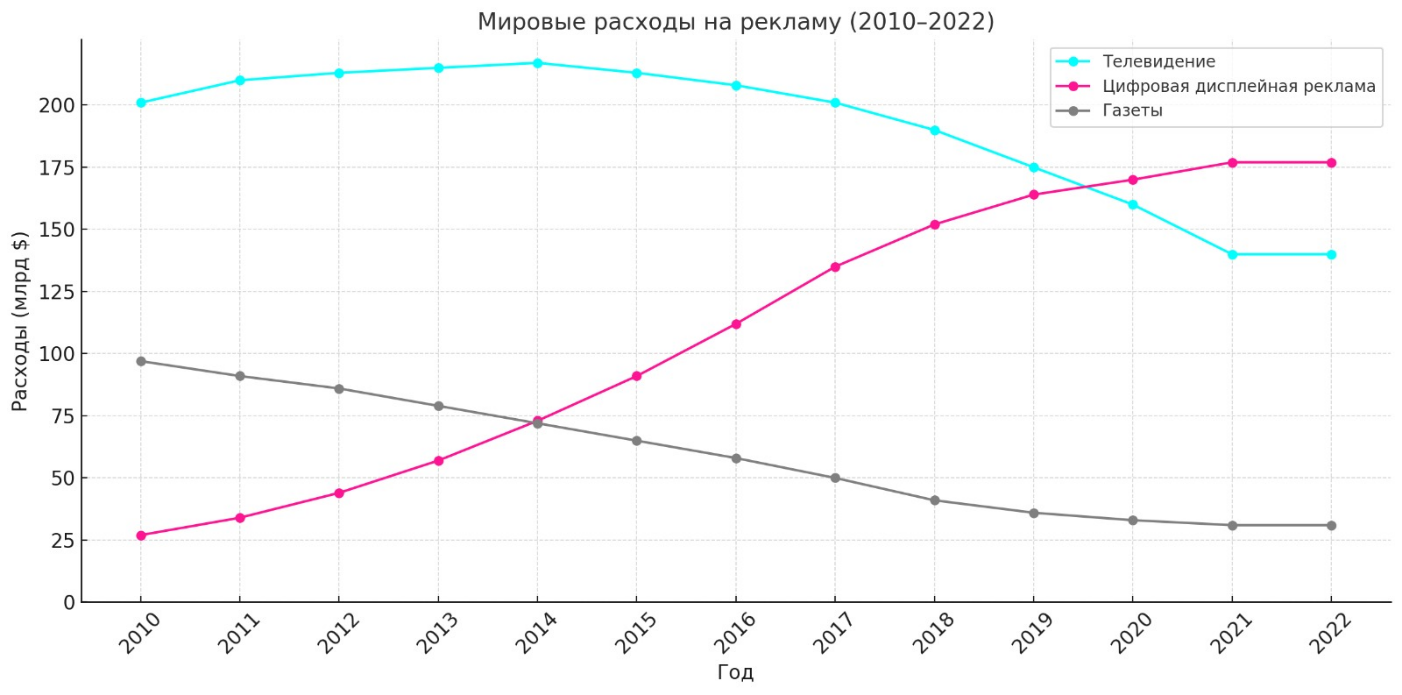 Мировые расходы на рекламу (2010–2022)
Телевидение
Цифровая дисплейная реклама
Газеты
Расходы (млрд $)
200
175
150
125
100
75
50
25
0
2010 2011 2012 2013 2014 2015 2016 2017 2018 2019 2020 2021 2022
Год